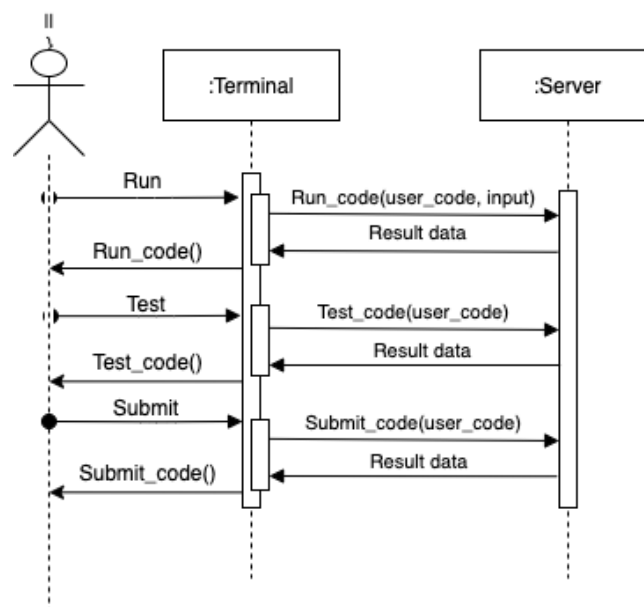 :Terminal
:Server
Run
Run_code(user_code, input)
Result data
Run_code()
Test
Test_code(user_code)
Result data
Test_code()
Submit
Submit_code(user_code)
Result data
Submit_code()